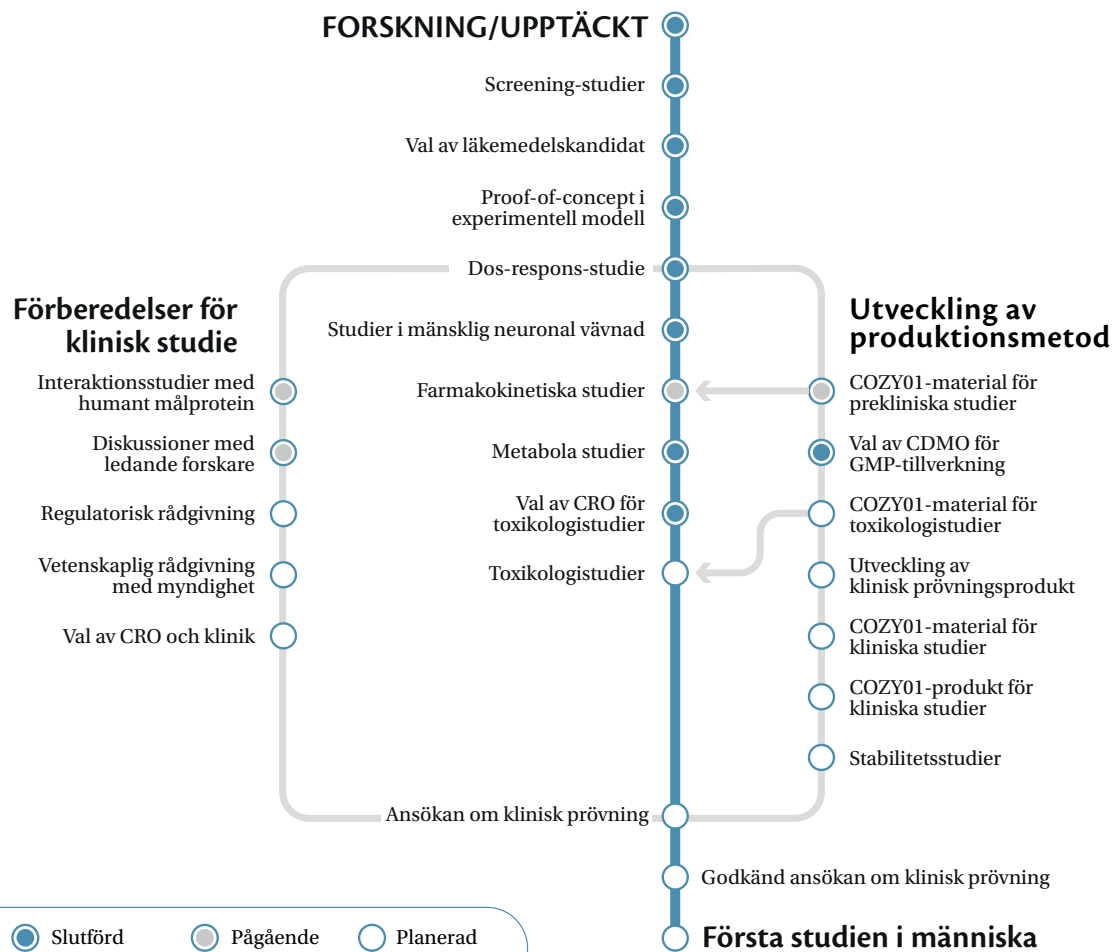 FORSKNING/UPPTÄCKT
Screening-studier
Val av läkemedelskandidat
Proof-of-concept i
experimentell modell
Dos-respons-studie
Studier i mänsklig neuronal vävnad
Farmakokinetiska studier
Metabola studier
Val av CRO för
toxikologistudier
Toxikologistudier
Förberedelser för
klinisk studie
Interaktionsstudier med
humant målprotein
Diskussioner med
ledande forskare
Regulatorisk rådgivning
Vetenskaplig rådgivning
med myndighet
Val av CRO och klinik
Utveckling av
produktionsmetod
COZY01-material för
prekliniska studier
Val av CDMO för
GMP-tillverkning
COZY01-material för
toxikologistudier
Utveckling av
klinisk prövningsprodukt
COZY01-material för
kliniska studier
COZY01-produkt för
kliniska studier
Stabilitetsstudier
Ansökan om klinisk prövning
Godkänd ansökan om klinisk prövning
Första studien i människa
Slutförd
Pågående
Planerad